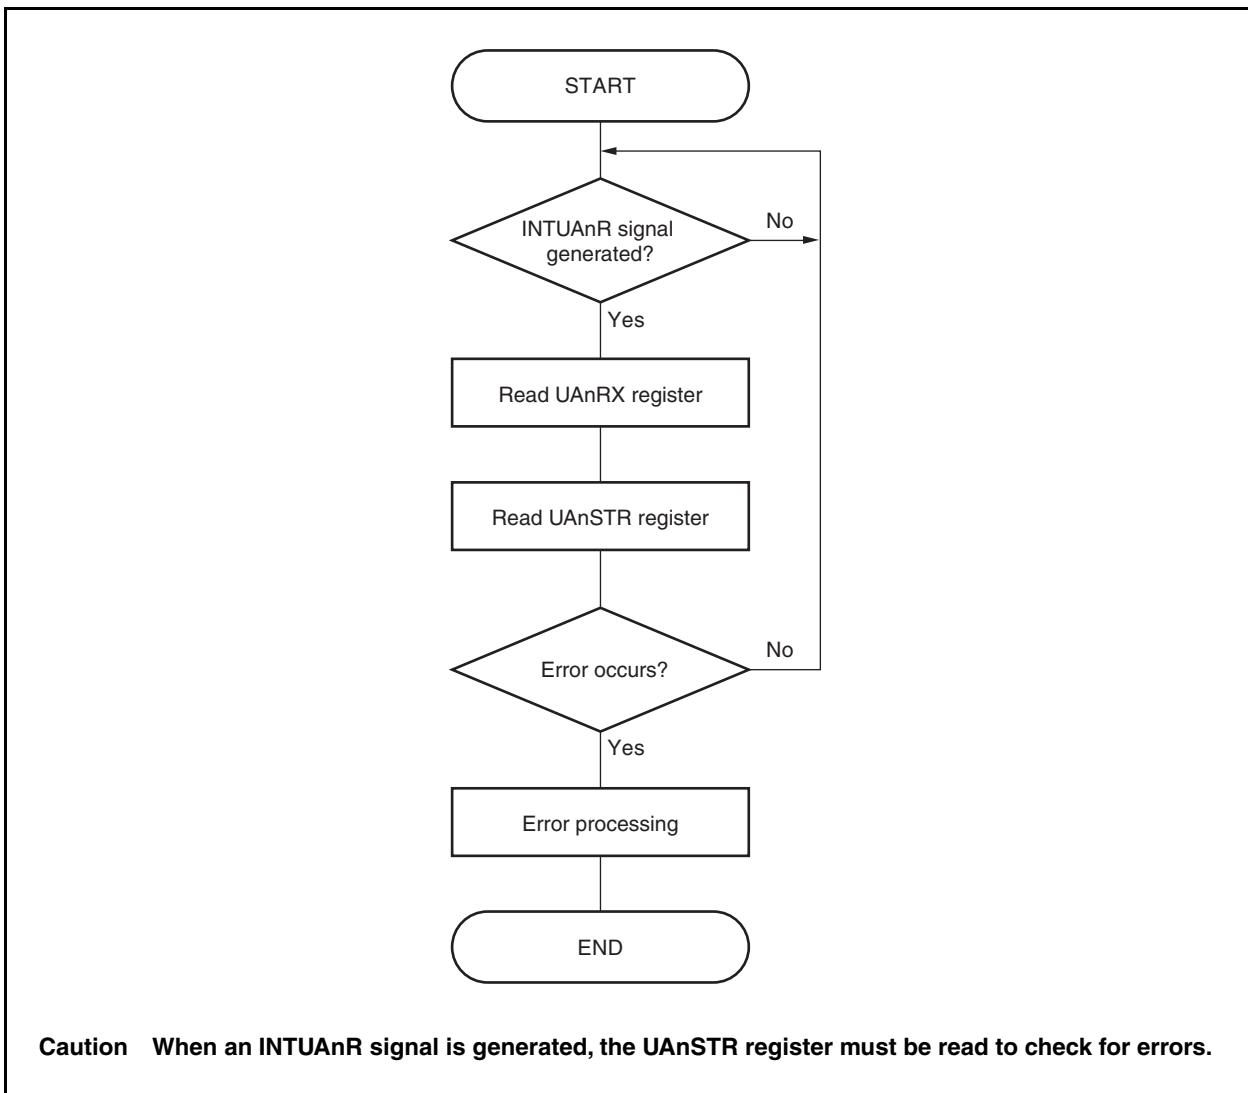 START
INTUAnR signal
generated?
No
Yes
Read UAnRX register
Read UAnSTR register
Error occurs?
No
Yes
Error processing
END
Caution When an INTUAnR signal is generated, the UAnSTR register must be read to check for errors.